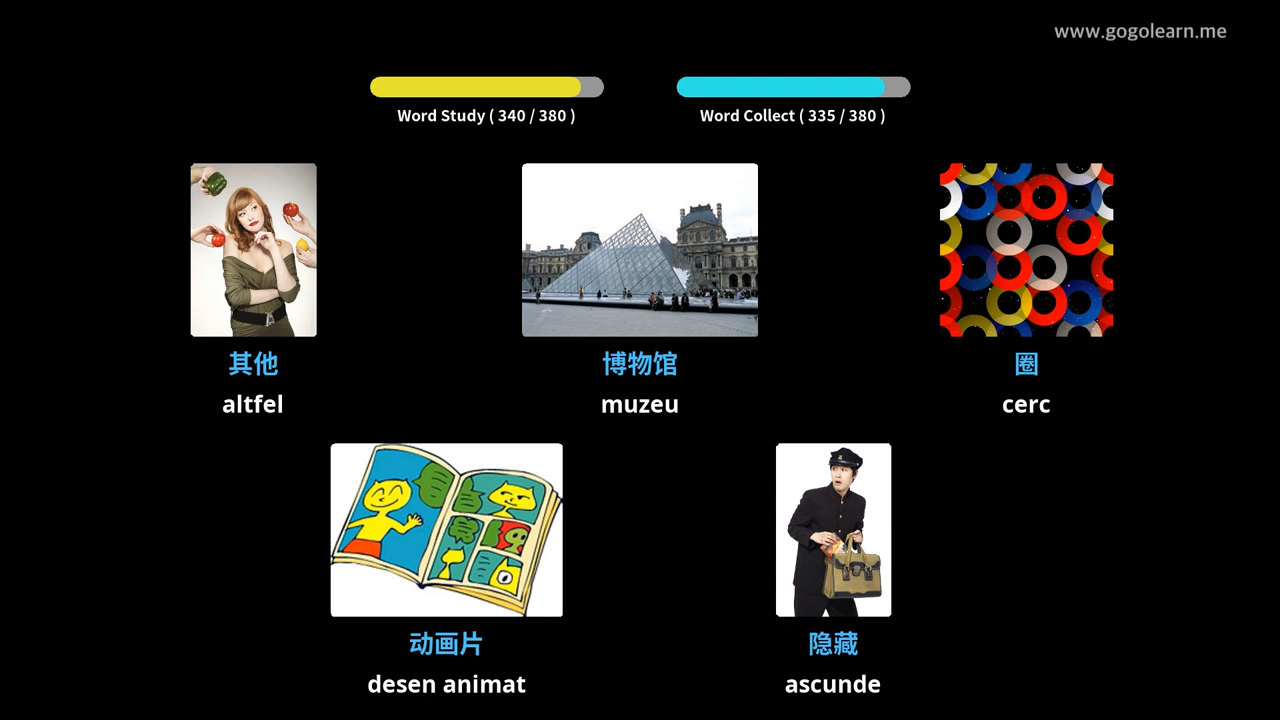 www.gogolearn.me
Word Study ( 340 / 380 )
Word Collect ( 335 / 380 )
其他
博物馆
圈
altfel
muzeu
cerc
动画片
隐藏
desen animat
ascunde